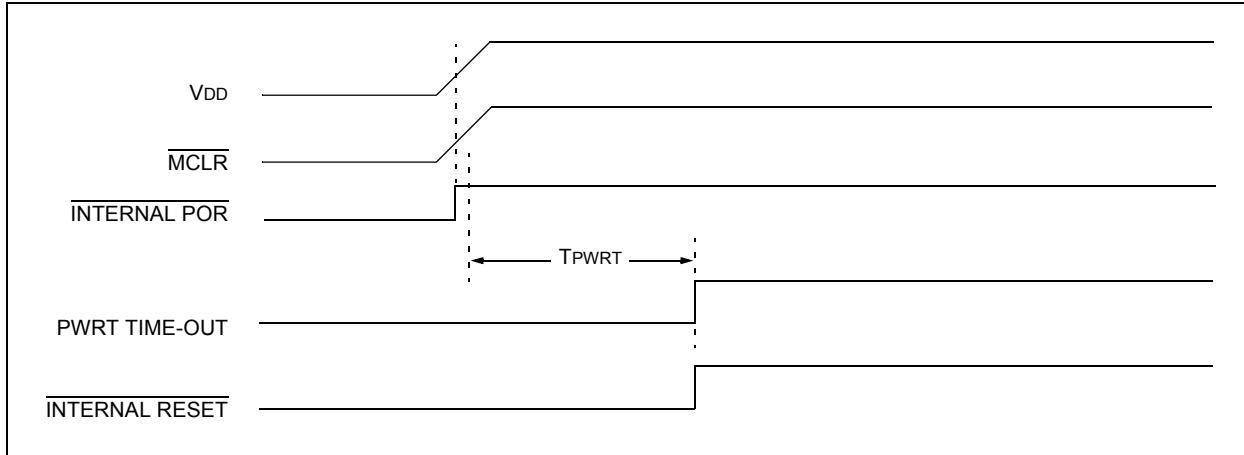 VDD
MCLR
INTERNAL POR
TPWRT
PWRT TIME-OUT
INTERNAL RESET